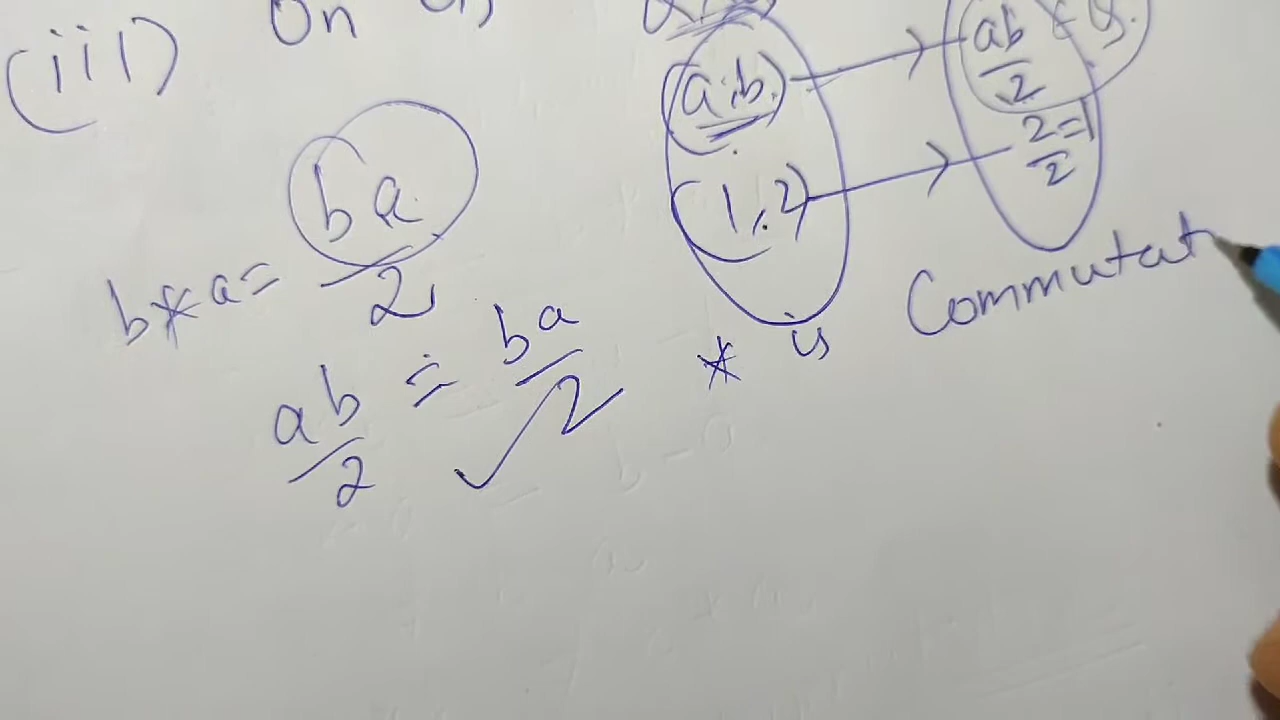 (iii) On
(a.b) ab/2 ∈ Q.
(1,2) 2/2 = 1
b*a = ba/2
ab/2 = ba/2 ✓
* is Commutat